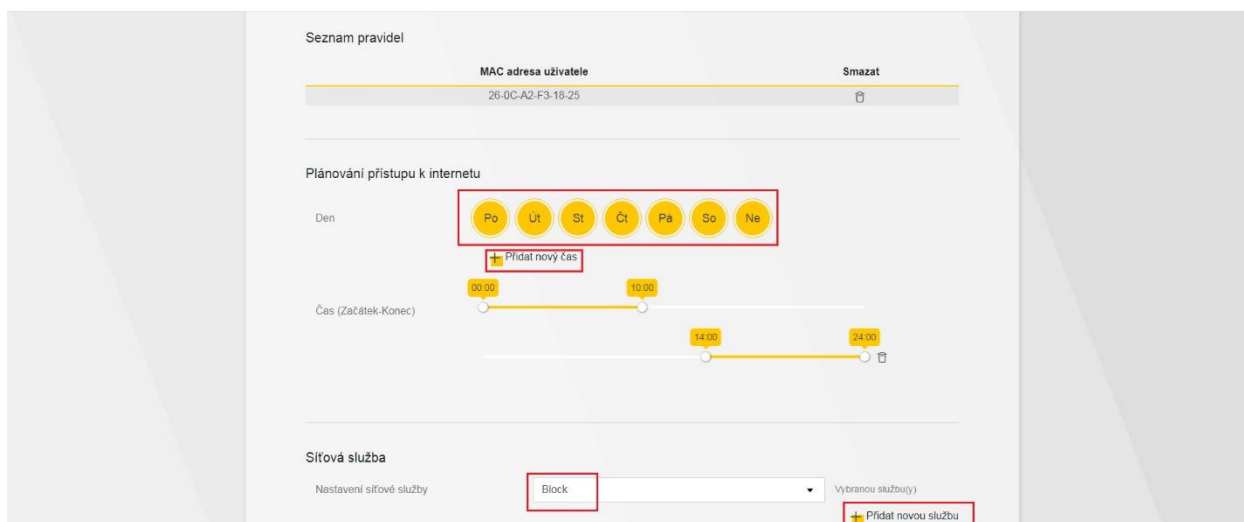 Seznam pravidel
MAC adresa uživatele Smazat
26-0C-A2-F3-18-25
Plánování přístupu k internetu
Den Po Út St Čt Pá So Ne
Přidat nový čas
00:00 10:00
Čas (Začátek-Konec)
14:00 24:00
Síťová služba
Nastavení síťové služby Block Vybranou službu(y)
Přidat novou službu